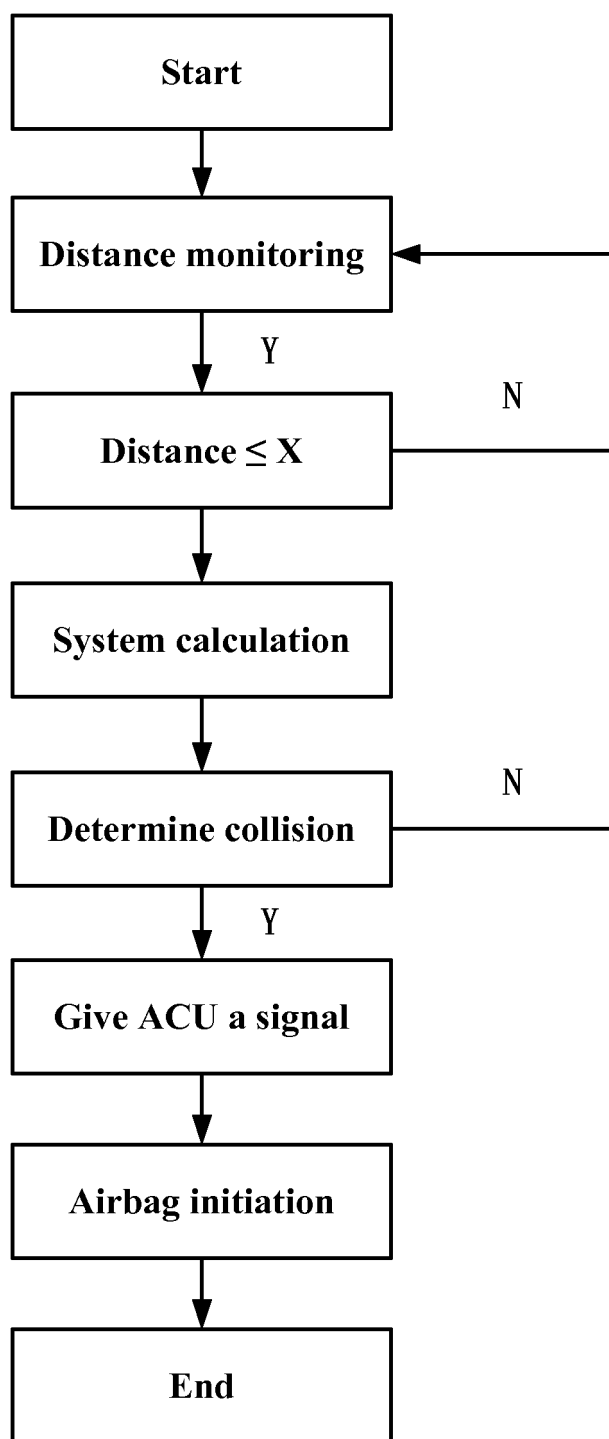 Start
Distance monitoring
Y
N
Distance ≤ X
System calculation
N
Determine collision
Y
Give ACU a signal
Airbag initiation
End